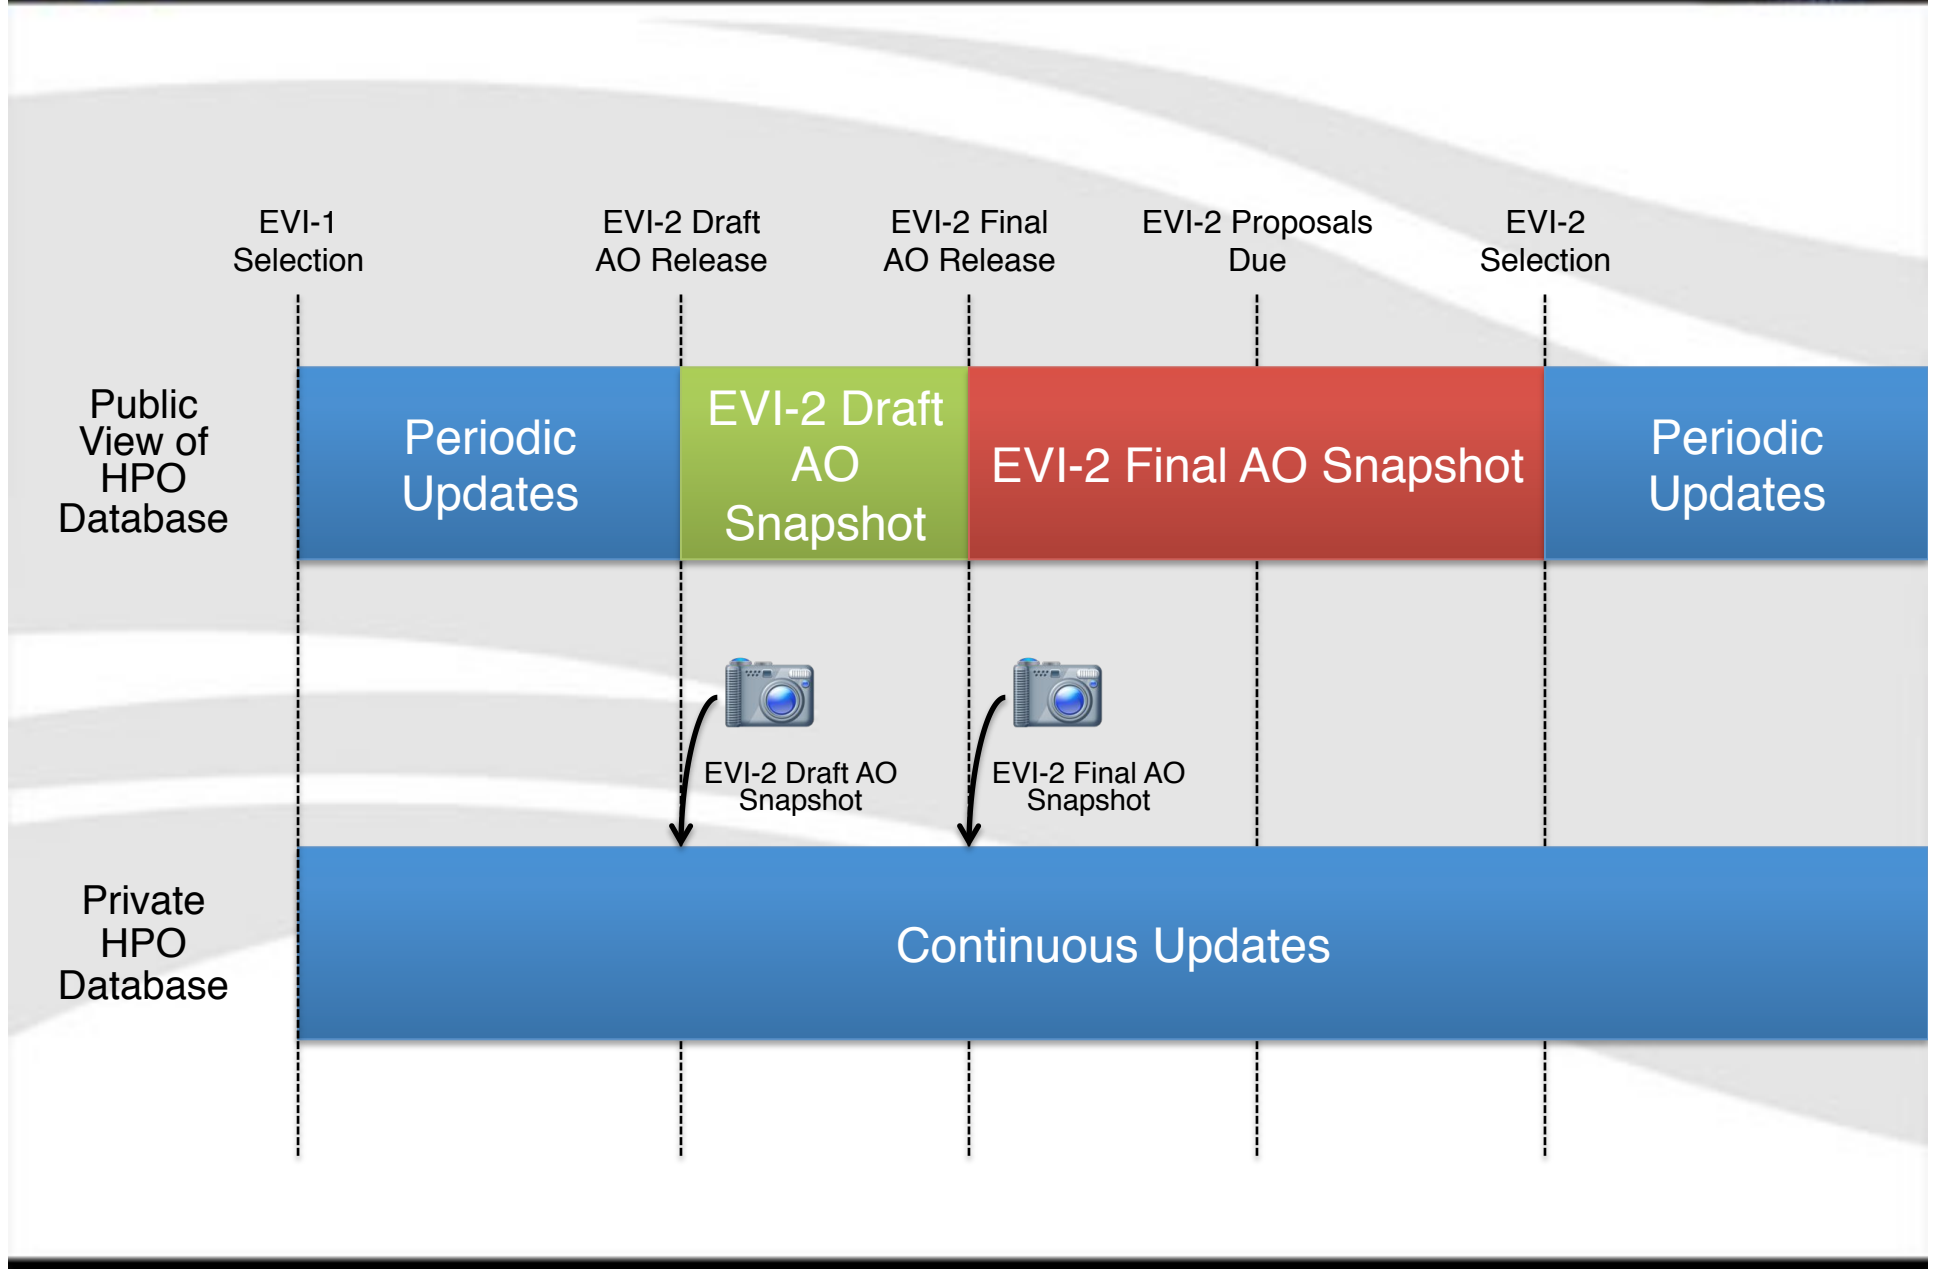 EVI-1
Selection
EVI-2 Draft
AO Release
EVI-2 Final
AO Release
EVI-2 Proposals
Due
EVI-2
Selection
Public
View of
HPO
Database
Periodic
Updates
EVI-2 Draft
AO
Snapshot
EVI-2 Final AO Snapshot
Periodic
Updates
EVI-2 Draft AO
Snapshot
EVI-2 Final AO
Snapshot
Private
HPO
Database
Continuous Updates